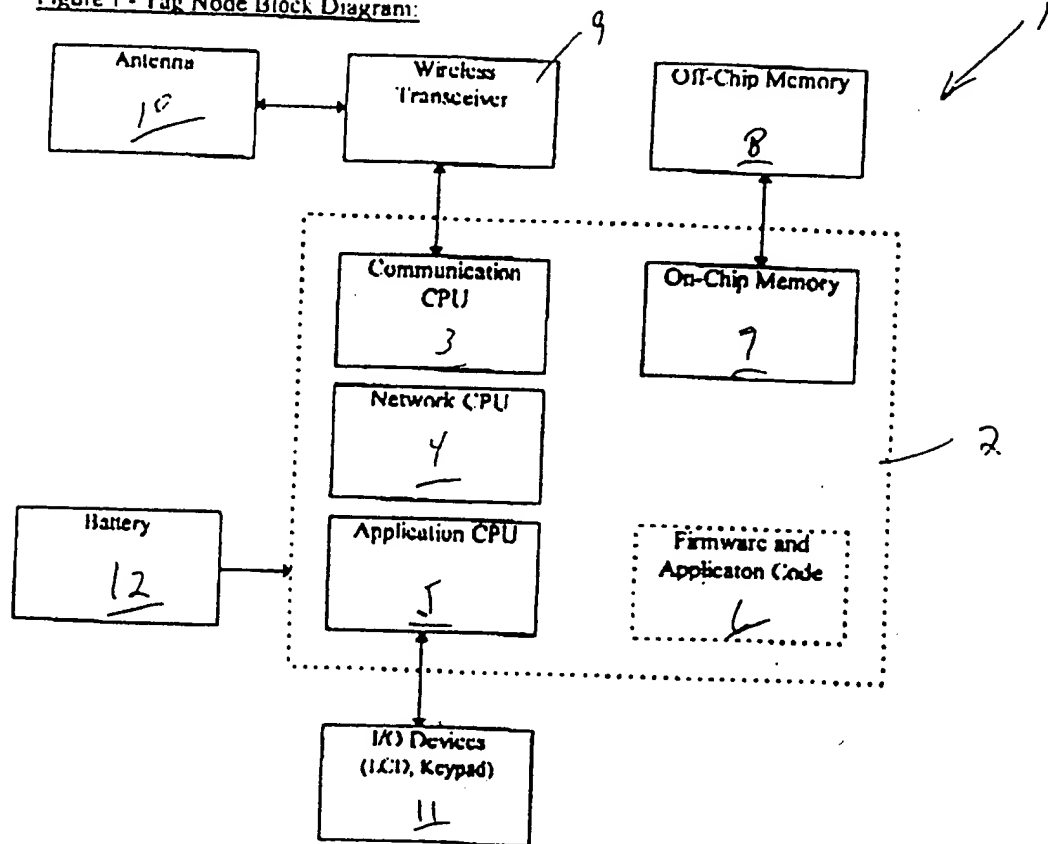 Figure 1 - Tag Node Block Diagram:
1
9
Antenna
10
Wireless
Transceiver
Off-Chip Memory
8
Communication
CPU
3
On-Chip Memory
7
Network CPU
4
2
Battery
12
Application CPU
5
Firmware and
Applicaton Code
6
I/O Devices
(LCD, Keypad)
11